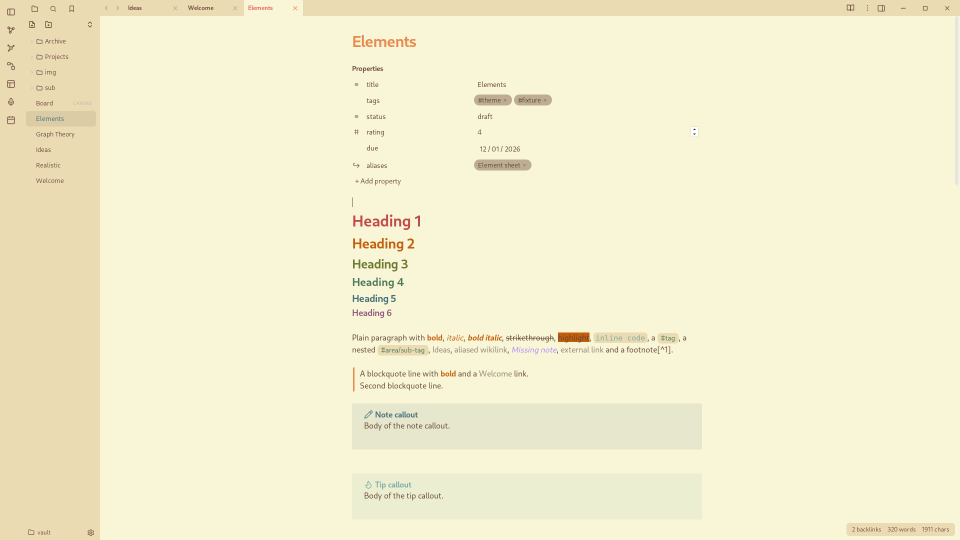 Ideas
Welcome
Elements
Archive
Projects
img
sub
Board CANVAS
Elements
Graph Theory
Ideas
Realistic
Welcome
vault
Elements
Properties
title Elements
tags #theme × #fixture ×
status draft
# rating 4
due 12/01/2026
aliases Element sheet ×
+ Add property
Heading 1
Heading 2
Heading 3
Heading 4
Heading 5
Heading 6
Plain paragraph with bold, italic, bold italic, strikethrough, highlight, inline code, a #tag, a
nested #area/sub-tag, Ideas, aliased wikilink, Missing note, external link and a footnote[^1].
A blockquote line with bold and a Welcome link.
Second blockquote line.
Note callout
Body of the note callout.
Tip callout
Body of the tip callout.
2 backlinks 320 words 1911 chars